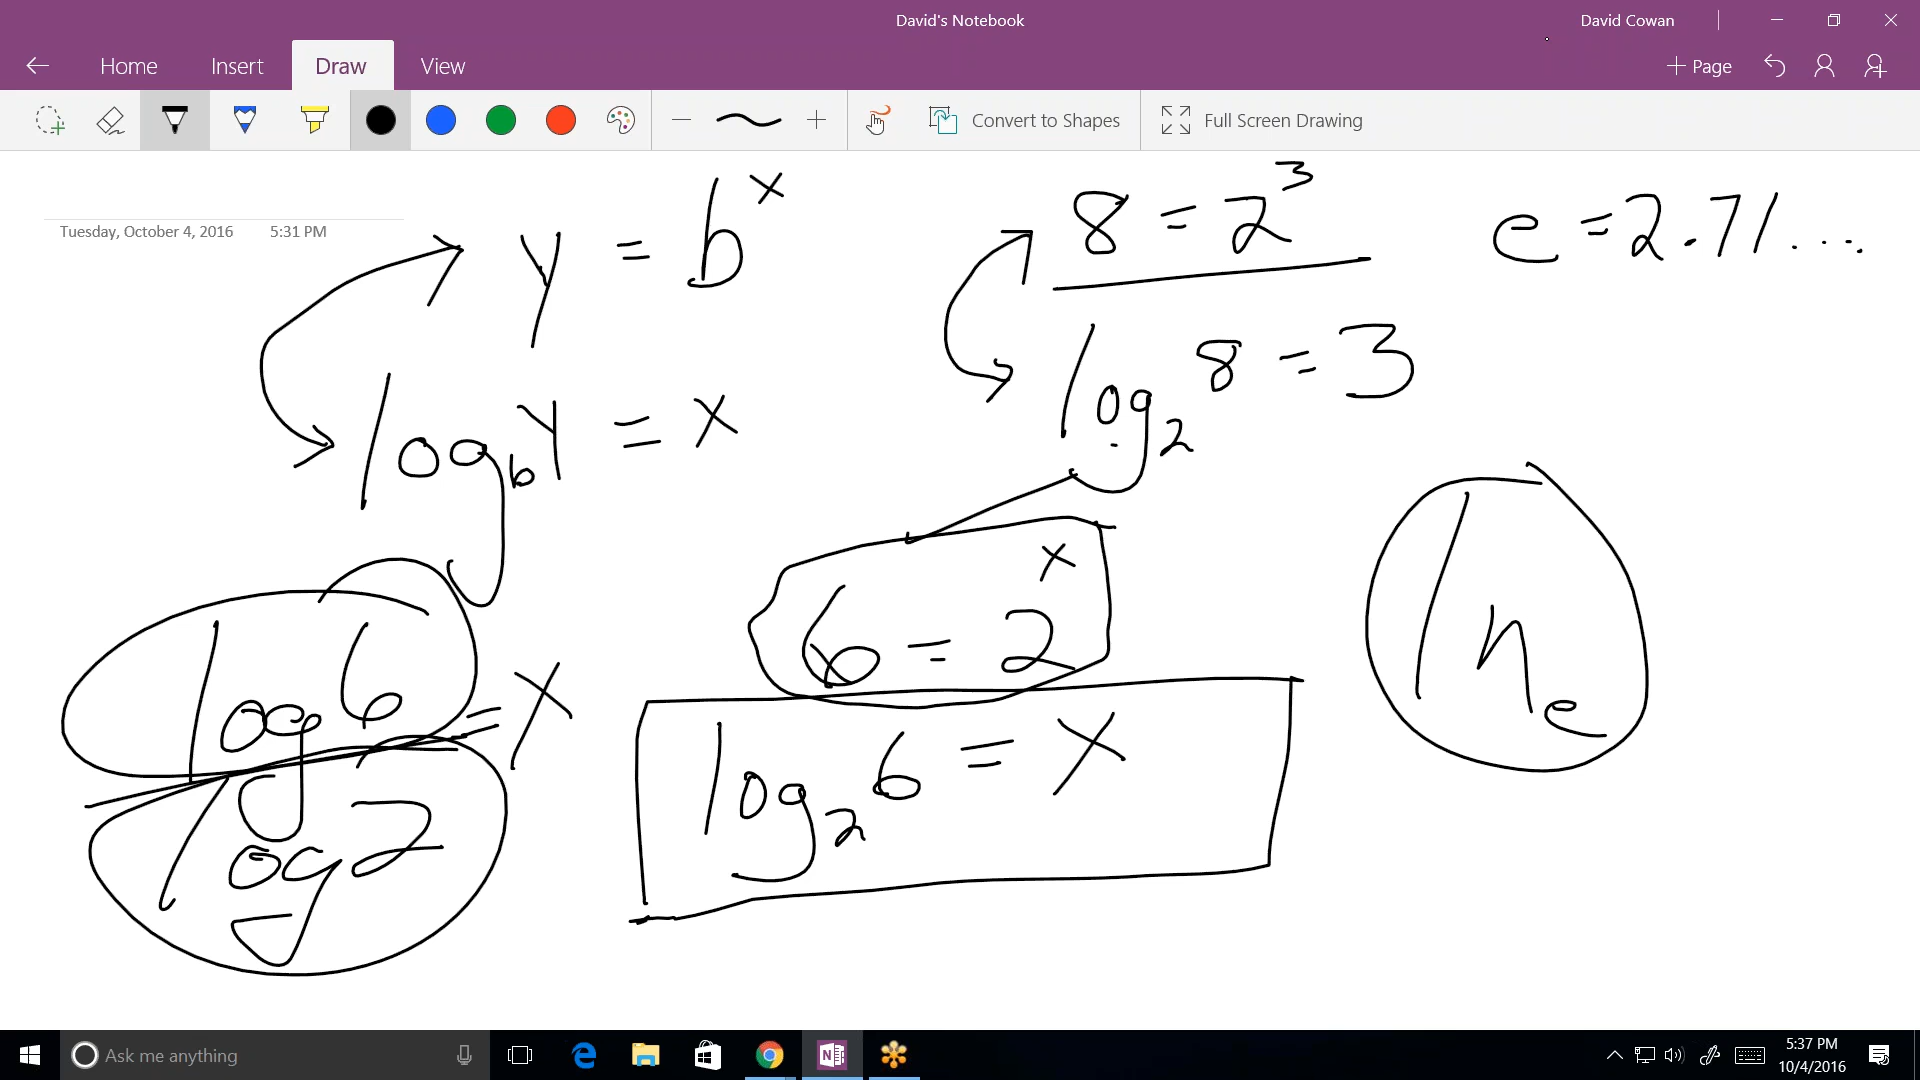 David's Notebook
David Cowan
Home Insert Draw View
Page
Convert to Shapes
Full Screen Drawing
Tuesday, October 4, 2016 5:31 PM
y = b^x
8 = 2^3
e = 2.71....
log_b y = x
log_2 8 = 3
6 = 2^x
ln_e
log 6
log 2
= x
log_2 6 = x
Ask me anything
5:37 PM
10/4/2016